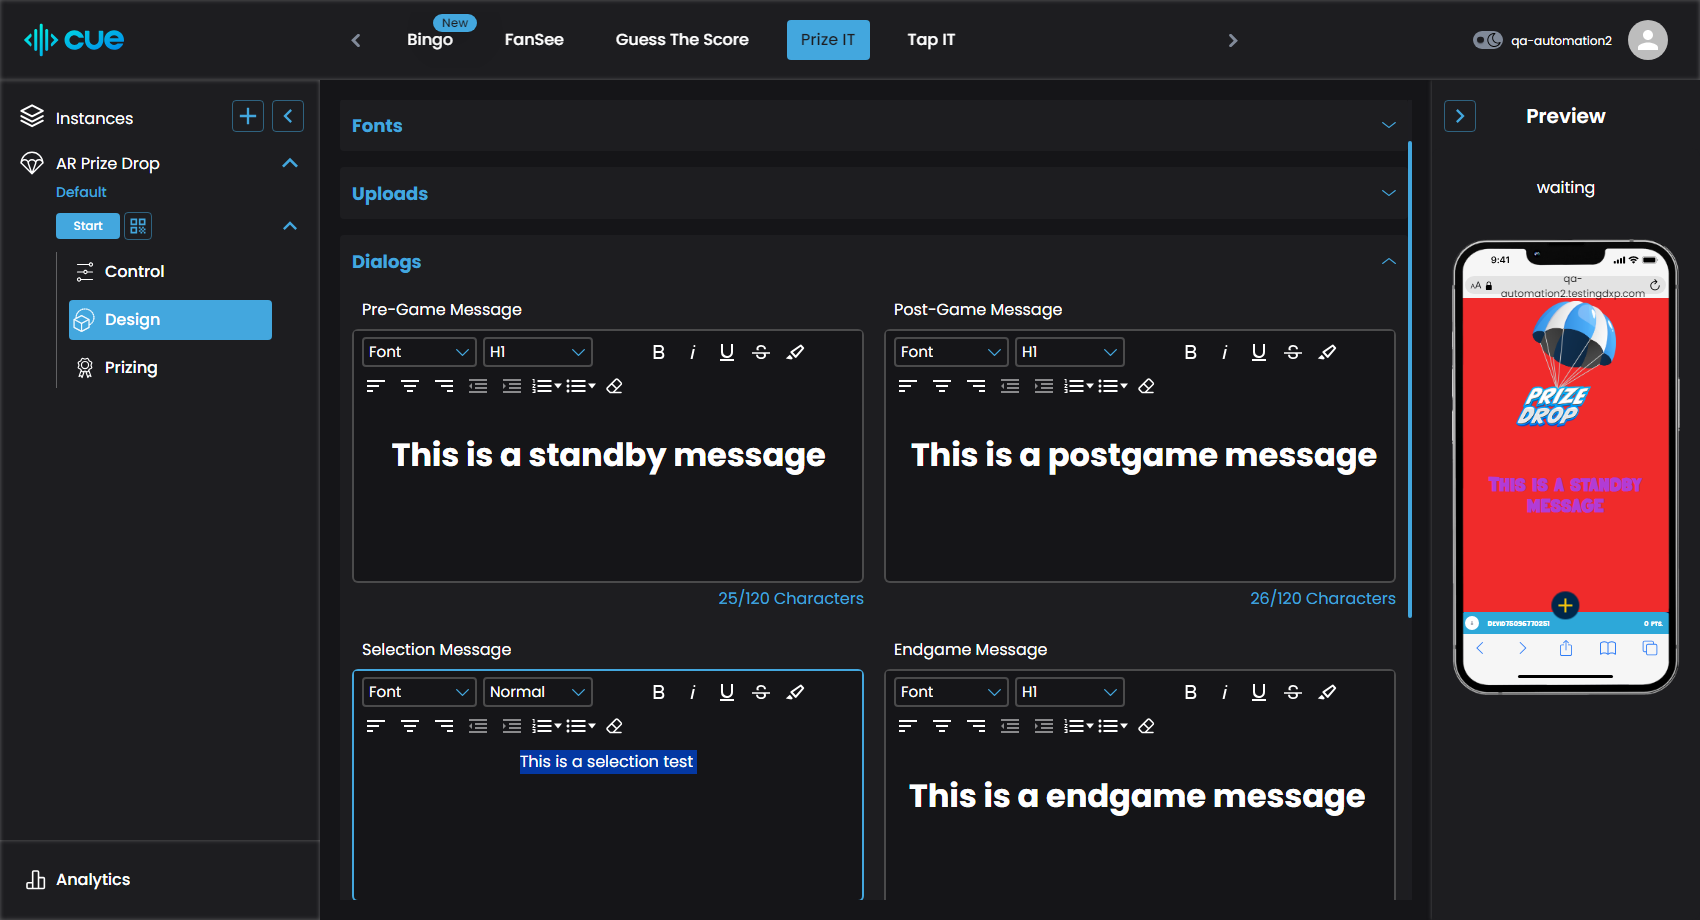 cue
New
Bingo
FanSee
Guess The Score
Prize IT
Tap IT
qa-automation2
Instances
AR Prize Drop
Default
Start
Control
Design
Prizing
Analytics
Fonts
Uploads
Dialogs
Pre-Game Message
Font
H1
B i U S
This is a standby message
25/120 Characters
Post-Game Message
Font
H1
B i U S
This is a postgame message
26/120 Characters
Selection Message
Font
Normal
B i U S
This is a selection test
Endgame Message
Font
H1
B i U S
This is a endgame message
Preview
waiting
9:41
AA
qa-
automation2.testingdxp.com
PRIZE
DROP
THIS IS A STANDBY
MESSAGE
0 PTS.